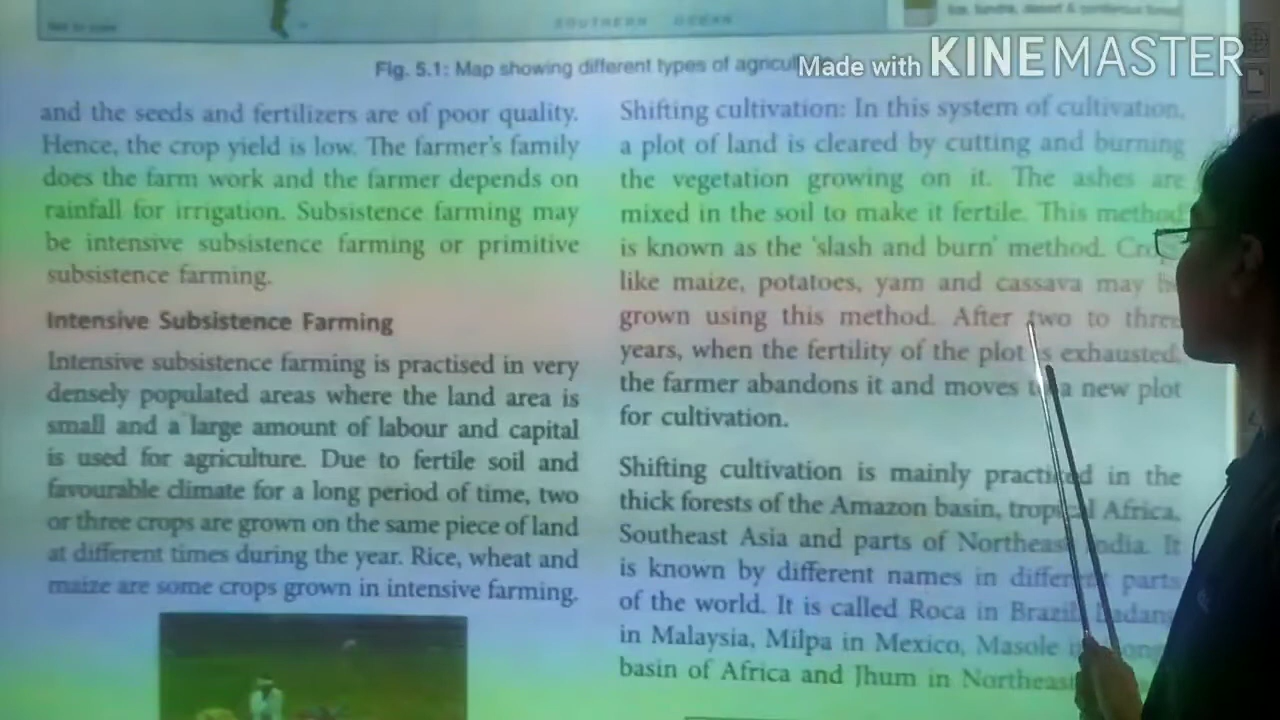 Not to scale
SOUTHERN OCEAN
Ice, tundra, desert & coniferous forest
Fig. 5.1: Map showing different types of
Made with KINEMASTER
and the seeds and fertilizers are of poor quality.
Hence, the crop yield is low. The farmer's family
does the farm work and the farmer depends on
rainfall for irrigation. Subsistence farming may
be intensive subsistence farming or primitive
subsistence farming.
Intensive Subsistence Farming
Intensive subsistence farming is practised in very
densely populated areas where the land area is
small and a large amount of labour and capital
is used for agriculture. Due to fertile soil and
favourable climate for a long period of time, two
or three crops are grown on the same piece of land
at different times during the year. Rice, wheat and
maize are some crops grown in intensive farming.
Shifting cultivation: In this system of cultivation,
a plot of land is cleared by cutting and burning
the vegetation growing on it. The ashes are
mixed in the soil to make it fertile. This method
is known as the 'slash and burn' method.
like maize, potatoes, yam and cassava may be
grown using this method. After two to three
years, when the fertility of the plot is exhausted,
the farmer abandons it and moves to a new plot
for cultivation.
Shifting cultivation is mainly practiced in the
thick forests of the Amazon basin, tropical Africa,
Southeast Asia and parts of Northeast India. It
is known by different names in different parts
of the world. It is called Roca in Brazil,
in Malaysia, Milpa in Mexico, Masole
basin of Africa and Jhum in Northeast